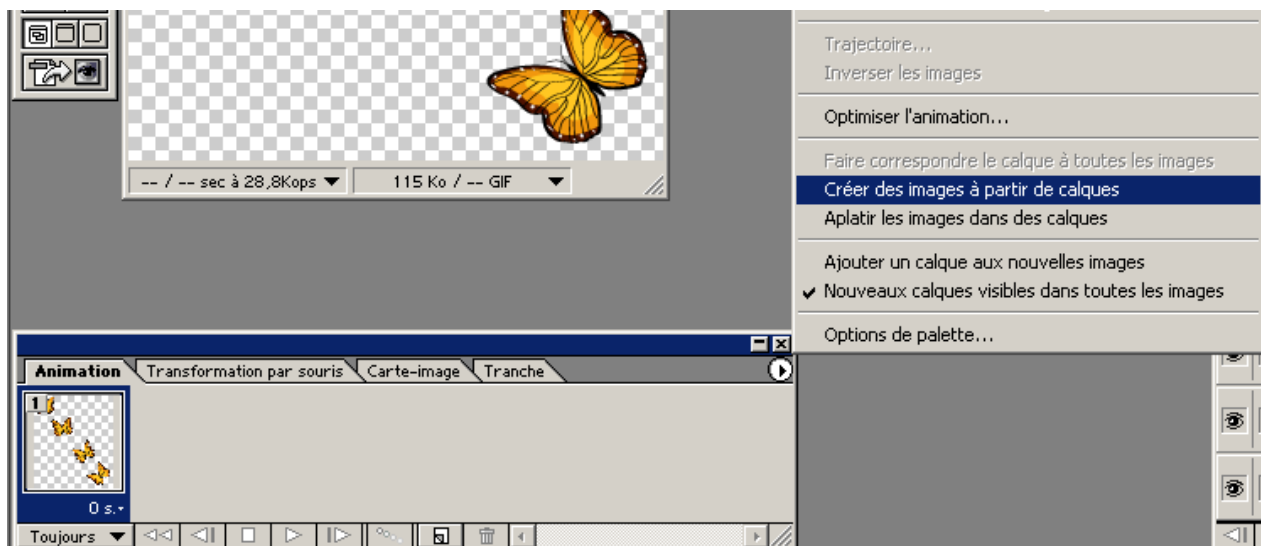 Trajectoire...
Inverser les images
Optimiser l'animation...
Faire correspondre le calque à toutes les images
Créer des images à partir de calques
Aplatir les images dans des calques
Ajouter un calque aux nouvelles images
Nouveaux calques visibles dans toutes les images
Options de palette...
-- / -- sec à 28,8Kops
115 Ko / -- GIF
Animation Transformation par souris Carte-image Tranche
1
0 s.
Toujours